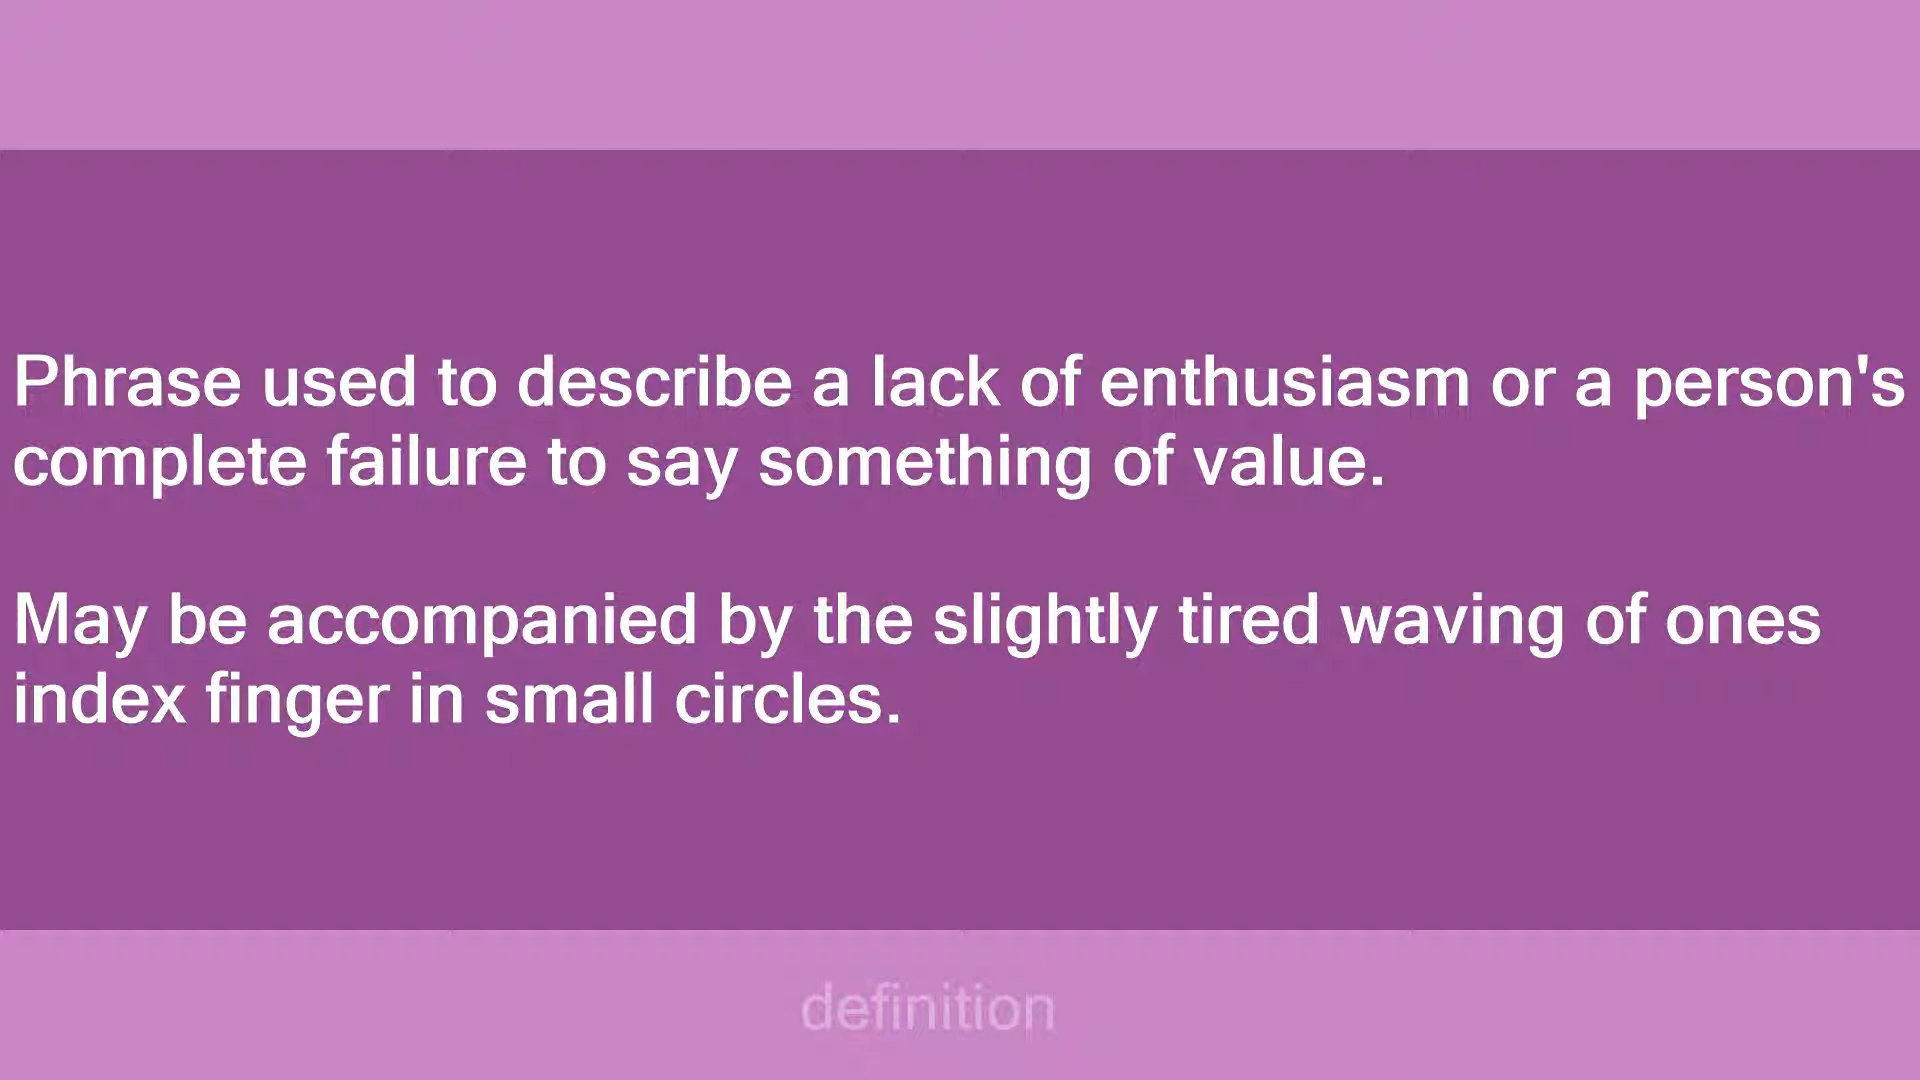 Phrase used to describe a lack of enthusiasm or a person's
complete failure to say something of value.
May be accompanied by the slightly tired waving of ones
index finger in small circles.
definition